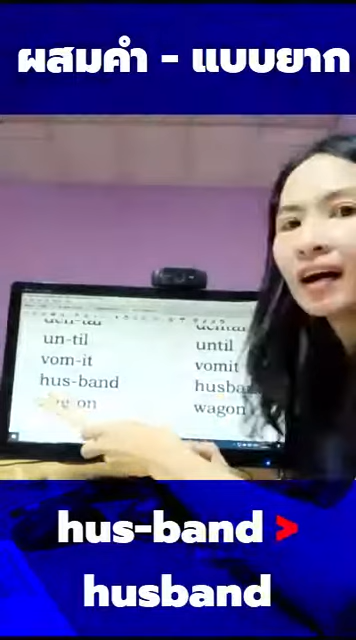 ผสมคำ - แบบยาก
un-til until
vom-it vomit
hus-band
wagon
hus-band >
husband